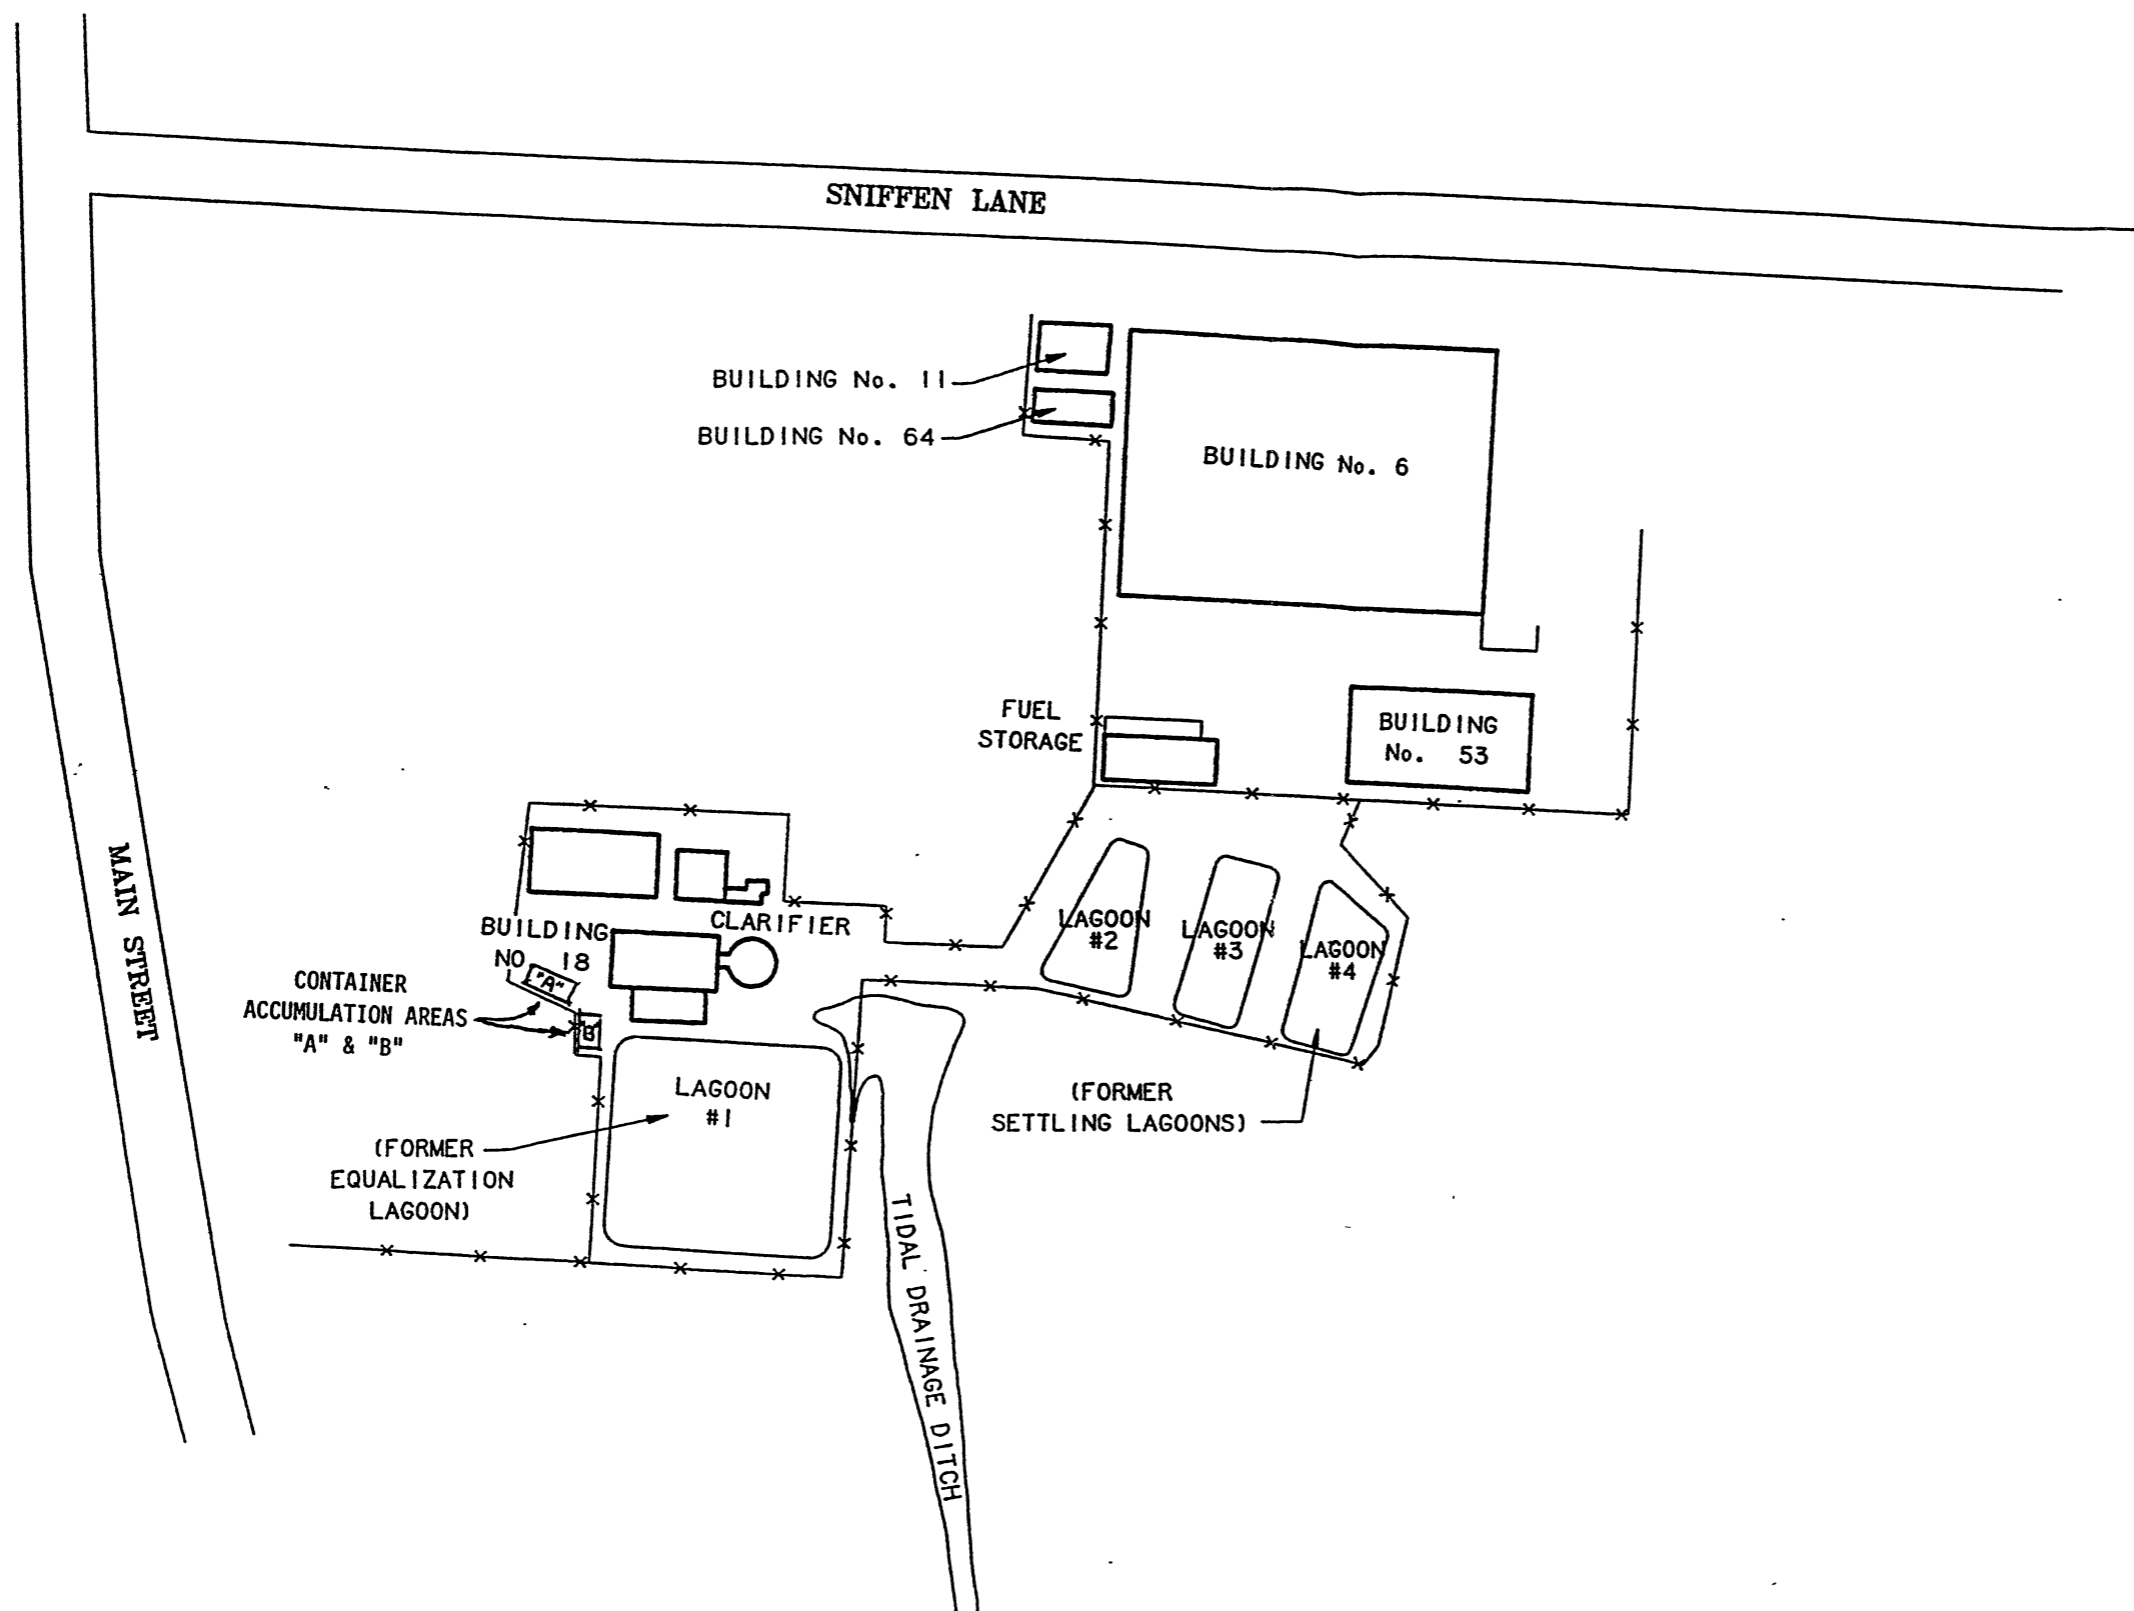 SNIFFEN LANE
BUILDING No. 11
BUILDING No. 64
BUILDING No. 6
FUEL
STORAGE
BUILDING
No. 53
MAIN STREET
BUILDING
NO. 18
CLARIFIER
"A"
"B"
CONTAINER
ACCUMULATION AREAS
"A" & "B"
LAGOON
#2
LAGOON
#3
LAGOON
#4
LAGOON
#1
(FORMER
SETTLING LAGOONS)
(FORMER
EQUALIZATION
LAGOON)
TIDAL DRAINAGE DITCH